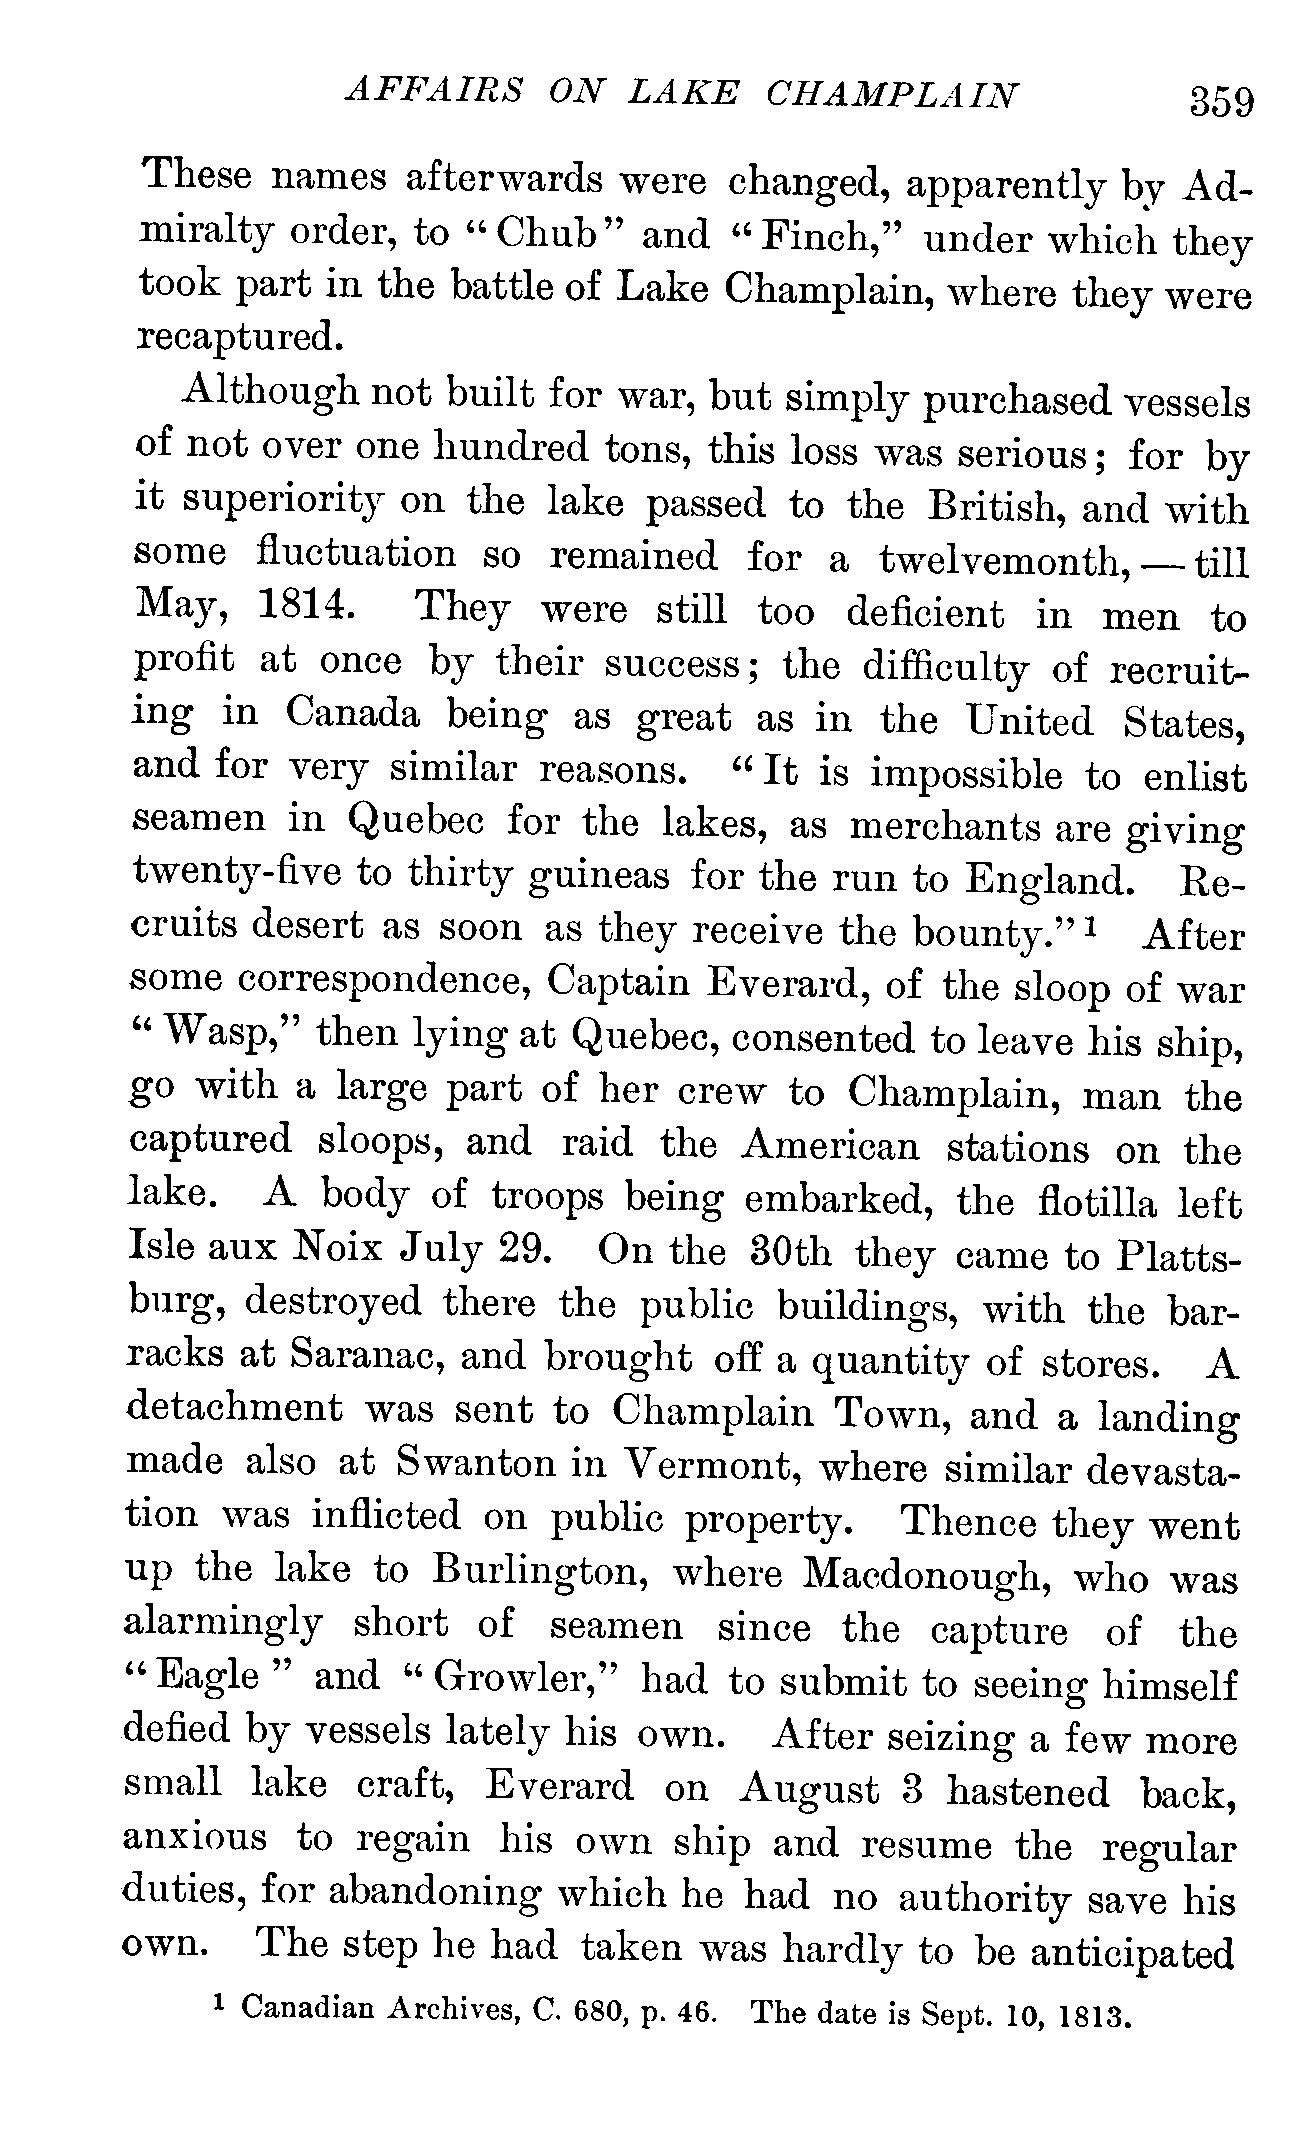 AFFAIRS ON LAKE CHAMPLAIN 359
These names afterwards were changed, apparently by Ad-
miralty order, to “Chub” and “Finch,” under which they
took part in the battle of Lake Champlain, where they were
recaptured.
Although not built for war, but simply purchased vessels
of not over one hundred tons, this loss was serious; for by
it superiority on the lake passed to the British, and with
some fluctuation so remained for a twelvemonth, — till
May, 1814. They were still too deficient in men to
profit at once by their success; the difficulty of recruit-
ing in Canada being as great as in the United States,
and for very similar reasons. “It is impossible to enlist
seamen in Quebec for the lakes, as merchants are giving
twenty-five to thirty guineas for the run to England. Re-
cruits desert as soon as they receive the bounty.” 1 After
some correspondence, Captain Everard, of the sloop of war
“Wasp,” then lying at Quebec, consented to leave his ship,
go with a large part of her crew to Champlain, man the
captured sloops, and raid the American stations on the
lake. A body of troops being embarked, the flotilla left
Isle aux Noix July 29. On the 30th they came to Platts-
burg, destroyed there the public buildings, with the bar-
racks at Saranac, and brought off a quantity of stores. A
detachment was sent to Champlain Town, and a landing
made also at Swanton in Vermont, where similar devasta-
tion was inflicted on public property. Thence they went
up the lake to Burlington, where Macdonough, who was
alarmingly short of seamen since the capture of the
“Eagle” and “Growler,” had to submit to seeing himself
defied by vessels lately his own. After seizing a few more
small lake craft, Everard on August 3 hastened back,
anxious to regain his own ship and resume the regular
duties, for abandoning which he had no authority save his
own. The step he had taken was hardly to be anticipated
1 Canadian Archives, C. 680, p. 46. The date is Sept. 10, 1813.